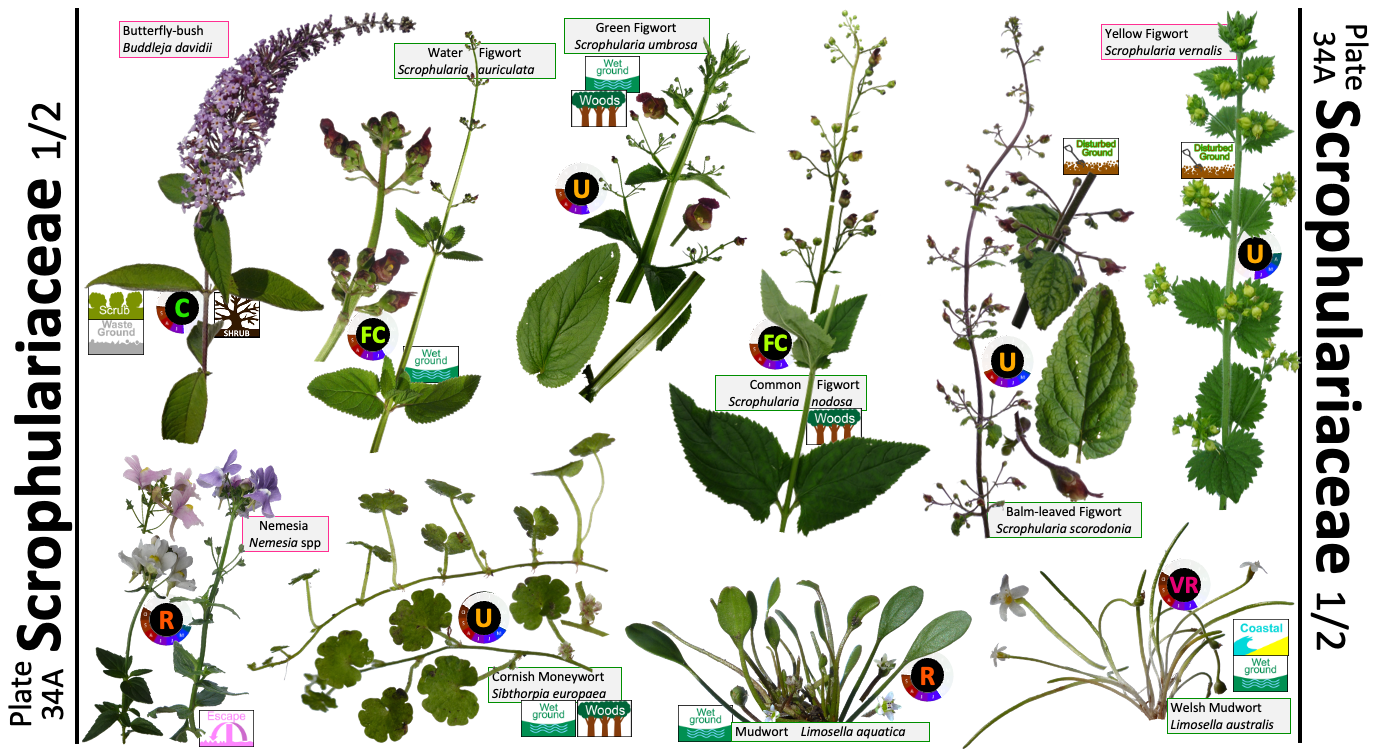 Plate
34A
Scrophulariaceae 1/2
Butterfly-bush
Buddleja davidii
Scrub
Waste
Ground
C
SHRUB
Water Figwort
Scrophularia auriculata
FC
Wet
ground
Green Figwort
Scrophularia umbrosa
Wet
ground
Woods
U
Common Figwort
Scrophularia nodosa
FC
Woods
Disturbed
Ground
U
Balm-leaved Figwort
Scrophularia scorodonia
Yellow Figwort
Scrophularia vernalis
Disturbed
Ground
U
Nemesia
Nemesia spp
R
Escape
U
Cornish Moneywort
Sibthorpia europaea
Wet
ground
Woods
R
Wet
ground
Mudwort Limosella aquatica
VR
Coastal
Wet
ground
Welsh Mudwort
Limosella australis
Plate
34A
Scrophulariaceae 1/2